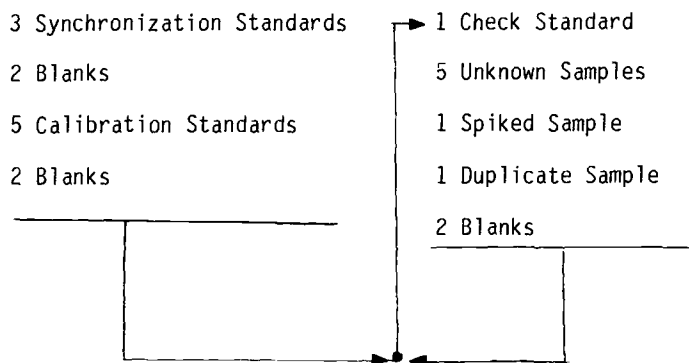 3 Synchronization Standards
2 Blanks
5 Calibration Standards
2 Blanks
1 Check Standard
5 Unknown Samples
1 Spiked Sample
1 Duplicate Sample
2 Blanks